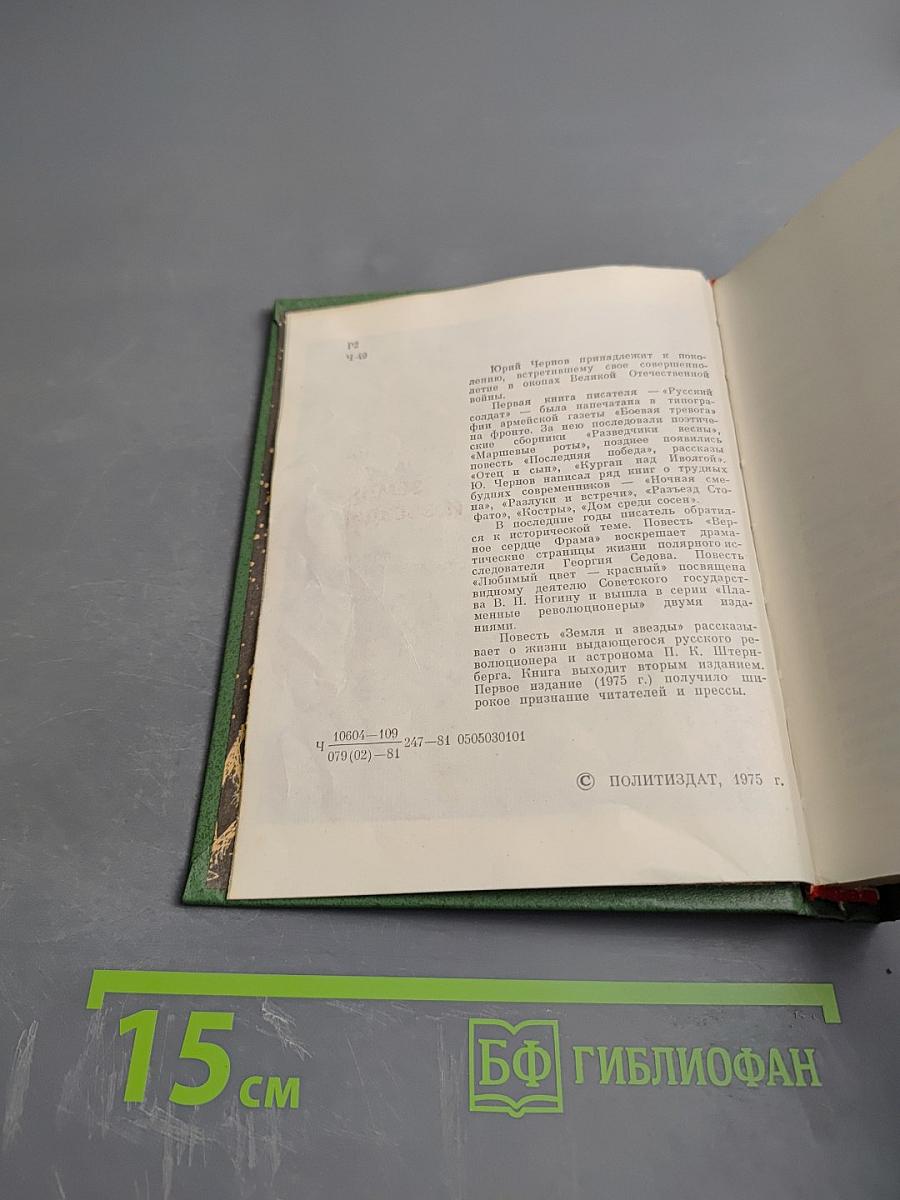 Р2
Ч-49
Юрий Чернов принадлежит к поко-
лению, встретившему свое совершенно-
летие в окопах Великой Отечественной
войны.
Первая книга писателя — «Русский
солдат» — была напечатана в типогра-
фии армейской газеты «Боевая тревога»
на фронте. За нею последовали поэтиче-
ские сборники «Разведчики весны»,
«Маршевые роты», позднее появились
повесть «Последняя победа», рассказы
«Отец и сын», «Курган над Иволгой».
Ю. Чернов написал ряд книг о трудных
буднях современников — «Ночная сме-
на», «Разлуки и встречи», «Разъезд Сто-
фато», «Костры», «Дом среди сосен».
В последние годы писатель обратил-
ся к исторической теме. Повесть «Вер-
ное сердце Фрама» воскрешает драма-
тические страницы жизни полярного ис-
следователя Георгия Седова. Повесть
«Любимый цвет — красный» посвящена
видному деятелю Советского государст-
ва В. П. Ногину и вышла в серии «Пла-
менные революционеры» двумя изда-
ниями.
Повесть «Земля и звезды» рассказы-
вает о жизни выдающегося русского ре-
волюционера и астронома П. К. Штерн-
берга. Книга выходит вторым изданием.
Первое издание (1975 г.) получило ши-
рокое признание читателей и прессы.
Ч 10604—109 / 079(02)—81 247—81 0505030101
© ПОЛИТИЗДАТ, 1975 г.
15 см
БФ ГИБЛИОФАН